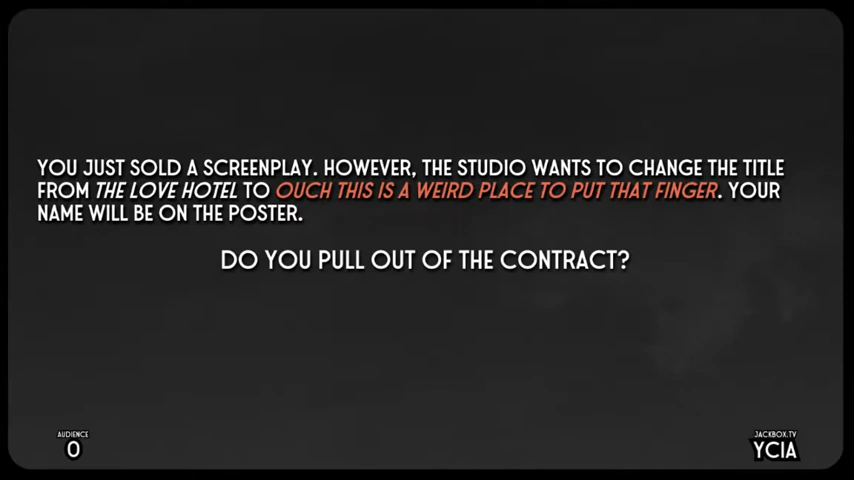 YOU JUST SOLD A SCREENPLAY. HOWEVER, THE STUDIO WANTS TO CHANGE THE TITLE
FROM THE LOVE HOTEL TO OUCH THIS IS A WEIRD PLACE TO PUT THAT FINGER. YOUR
NAME WILL BE ON THE POSTER.
DO YOU PULL OUT OF THE CONTRACT?
AUDIENCE
0
JACKBOX.TV
YCIA